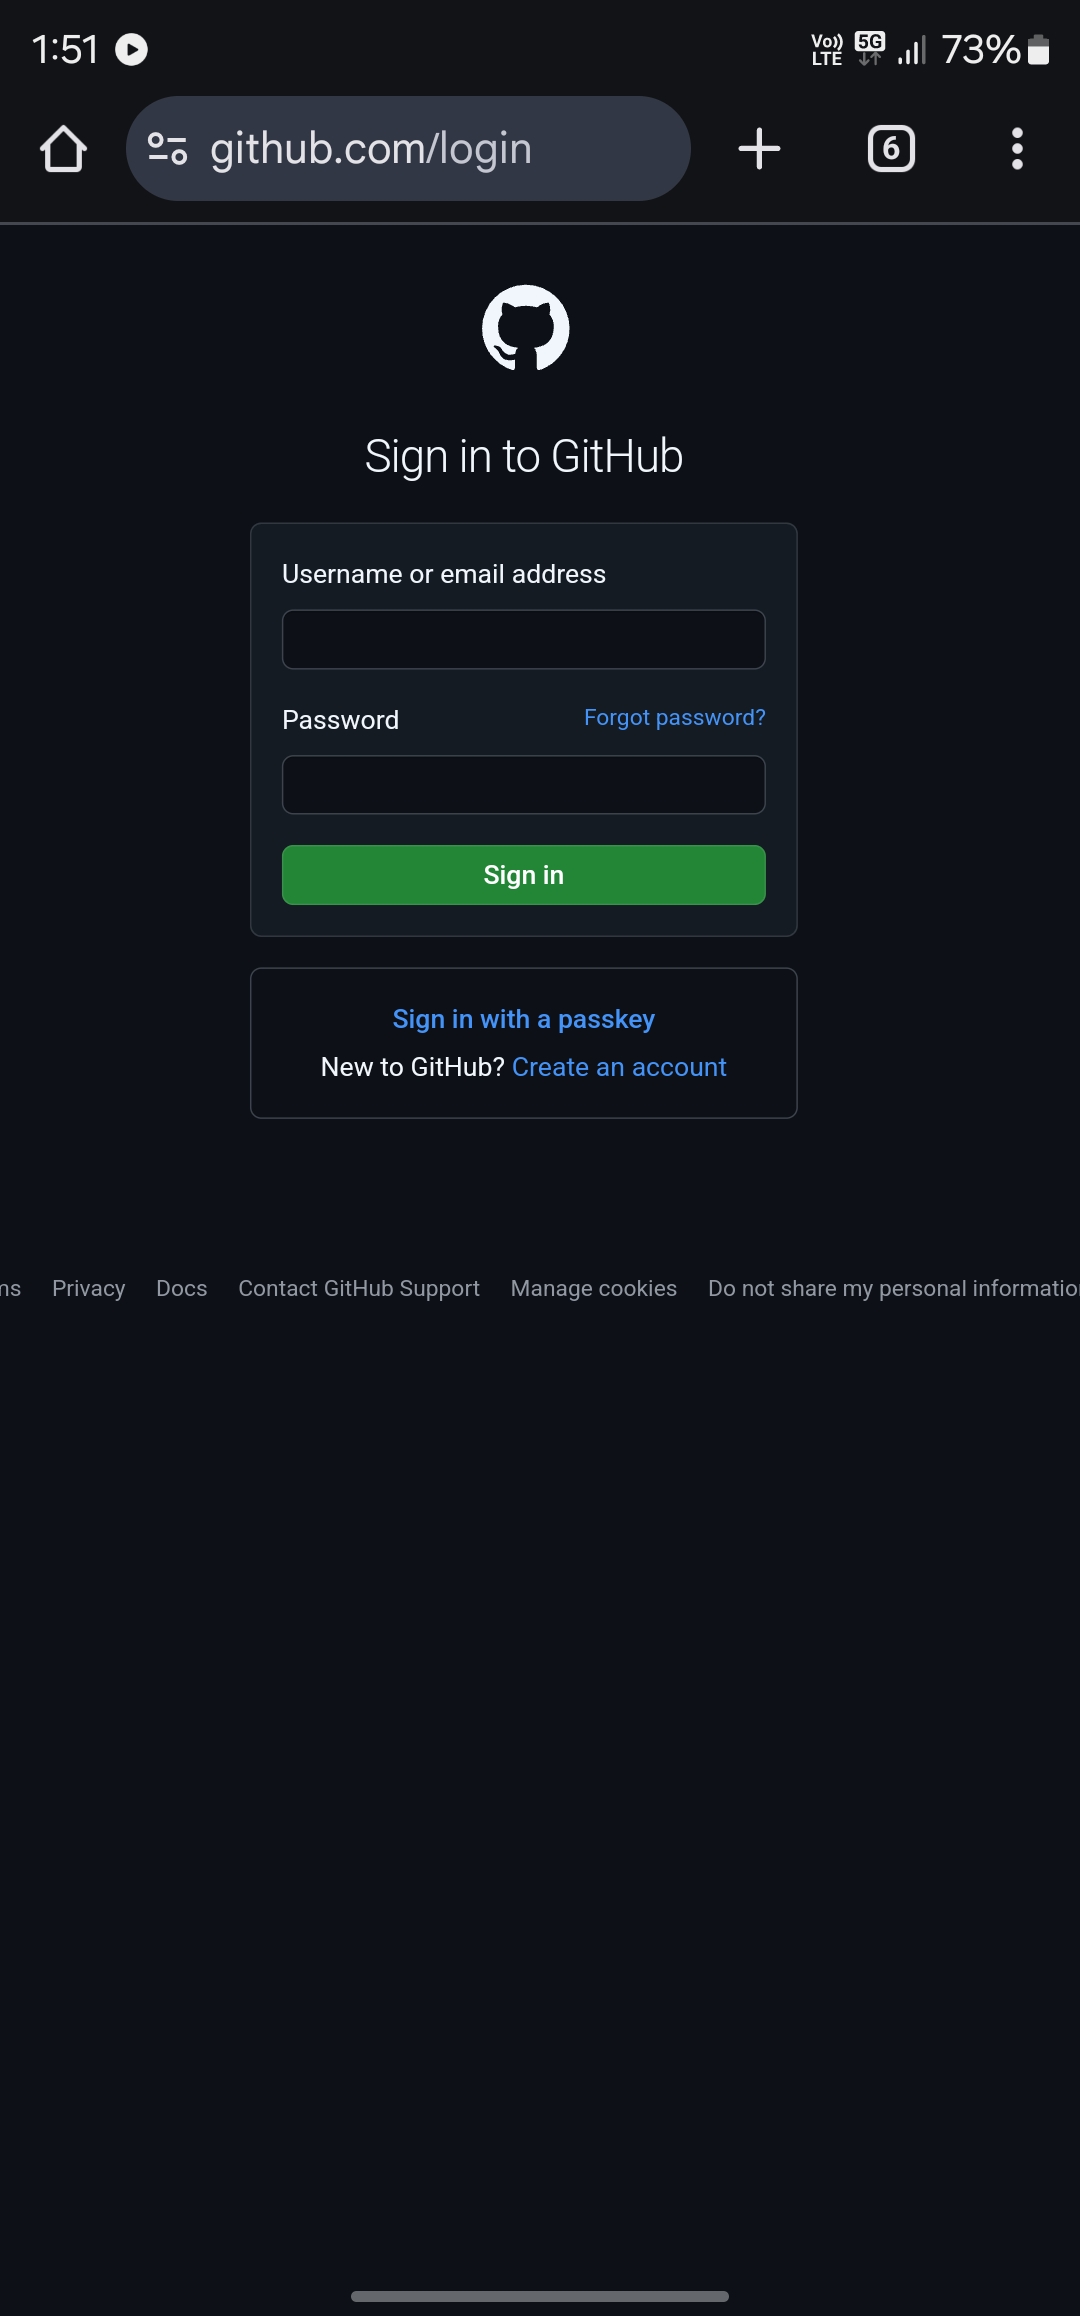 1:51 Vo)) LTE 5G 73%
github.com/login 6
Sign in to GitHub
Username or email address
Password Forgot password?
Sign in
Sign in with a passkey
New to GitHub? Create an account
ms Privacy Docs Contact GitHub Support Manage cookies Do not share my personal information